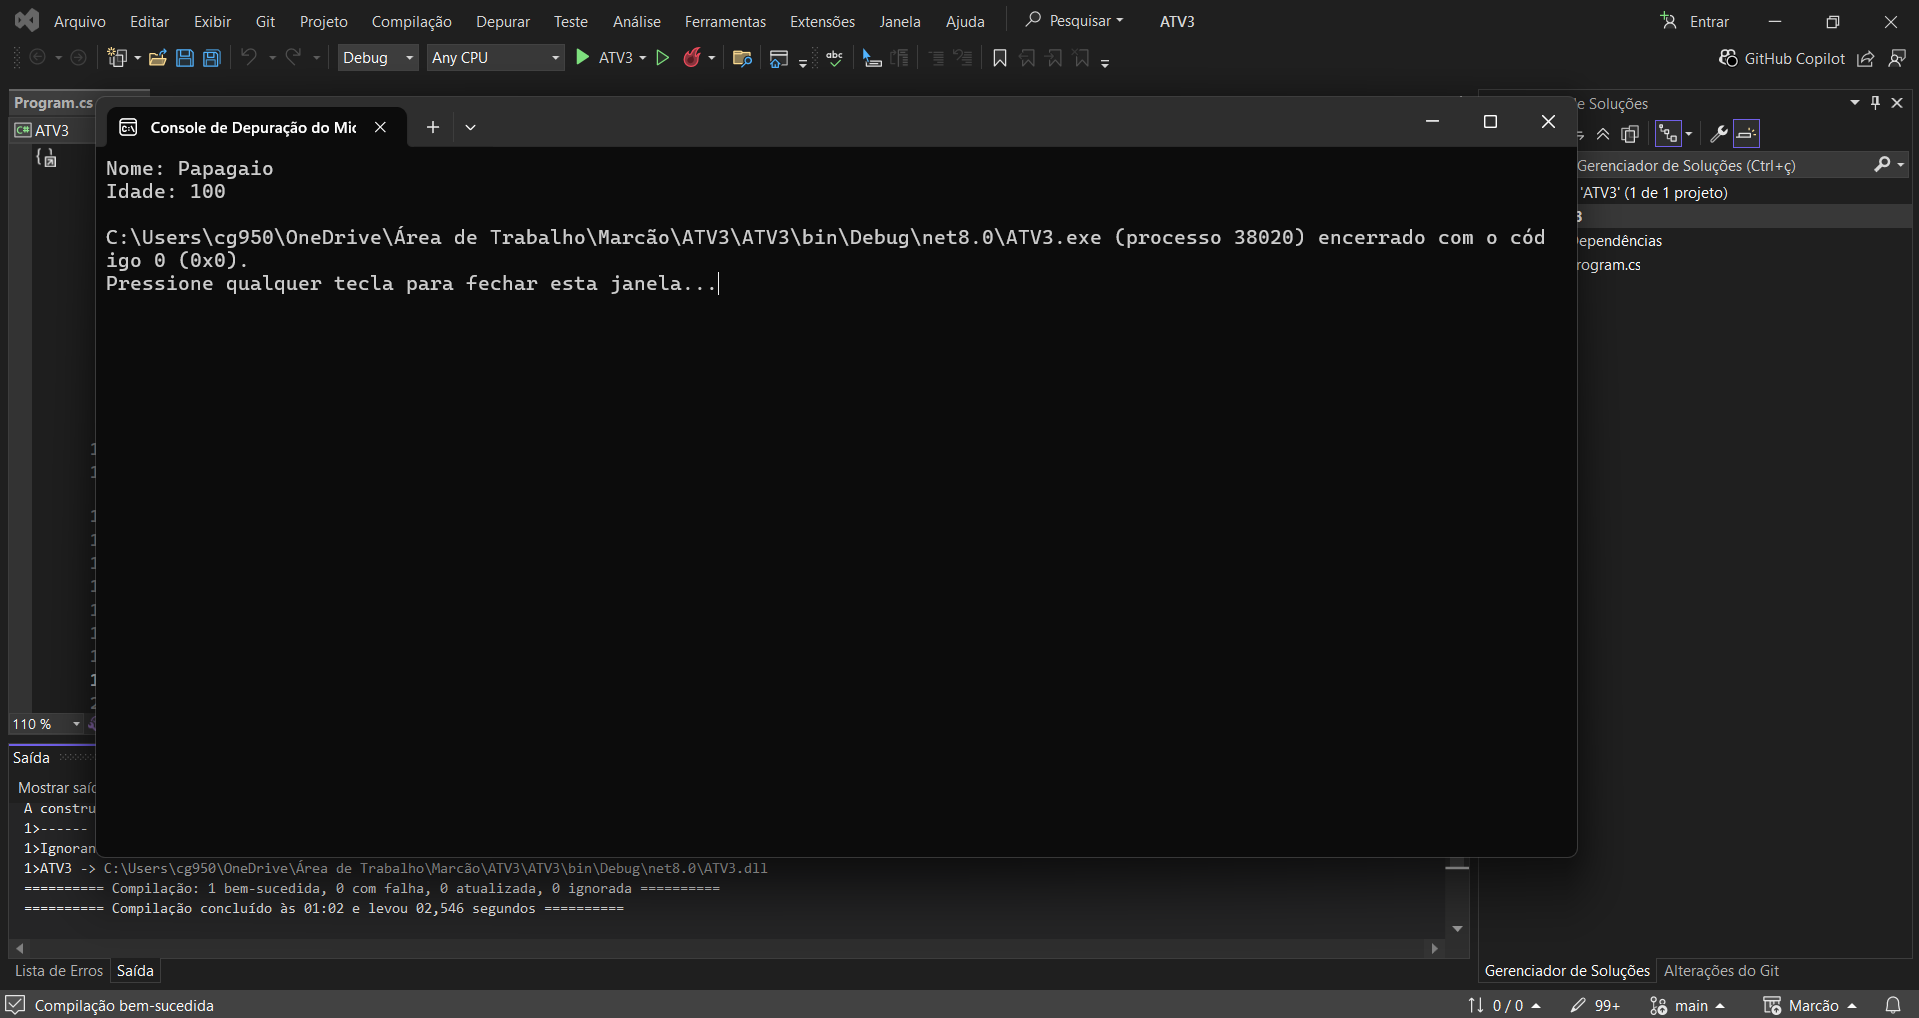 Arquivo Editar Exibir Git Projeto Compilação Depurar Teste Análise Ferramentas Extensões Janela Ajuda Pesquisar ATV3 Entrar
Debug Any CPU ATV3 GitHub Copilot
Program.cs
de Soluções
C# ATV3
Console de Depuração do Mic
Gerenciador de Soluções (Ctrl+ç)
'ATV3' (1 de 1 projeto)
3
ependências
rogram.cs
Nome: Papagaio
Idade: 100
C:\Users\cg950\OneDrive\Área de Trabalho\Marcão\ATV3\ATV3\bin\Debug\net8.0\ATV3.exe (processo 38020) encerrado com o cód
igo 0 (0x0).
Pressione qualquer tecla para fechar esta janela...
110 %
Saída
Mostrar saíd
A constru
1>------
1>Ignoran
1>ATV3 -> C:\Users\cg950\OneDrive\Área de Trabalho\Marcão\ATV3\ATV3\bin\Debug\net8.0\ATV3.dll
========== Compilação: 1 bem-sucedida, 0 com falha, 0 atualizada, 0 ignorada ==========
========== Compilação concluído às 01:02 e levou 02,546 segundos ==========
Lista de Erros Saída
Gerenciador de Soluções Alterações do Git
Compilação bem-sucedida
0 / 0 99+ main Marcão